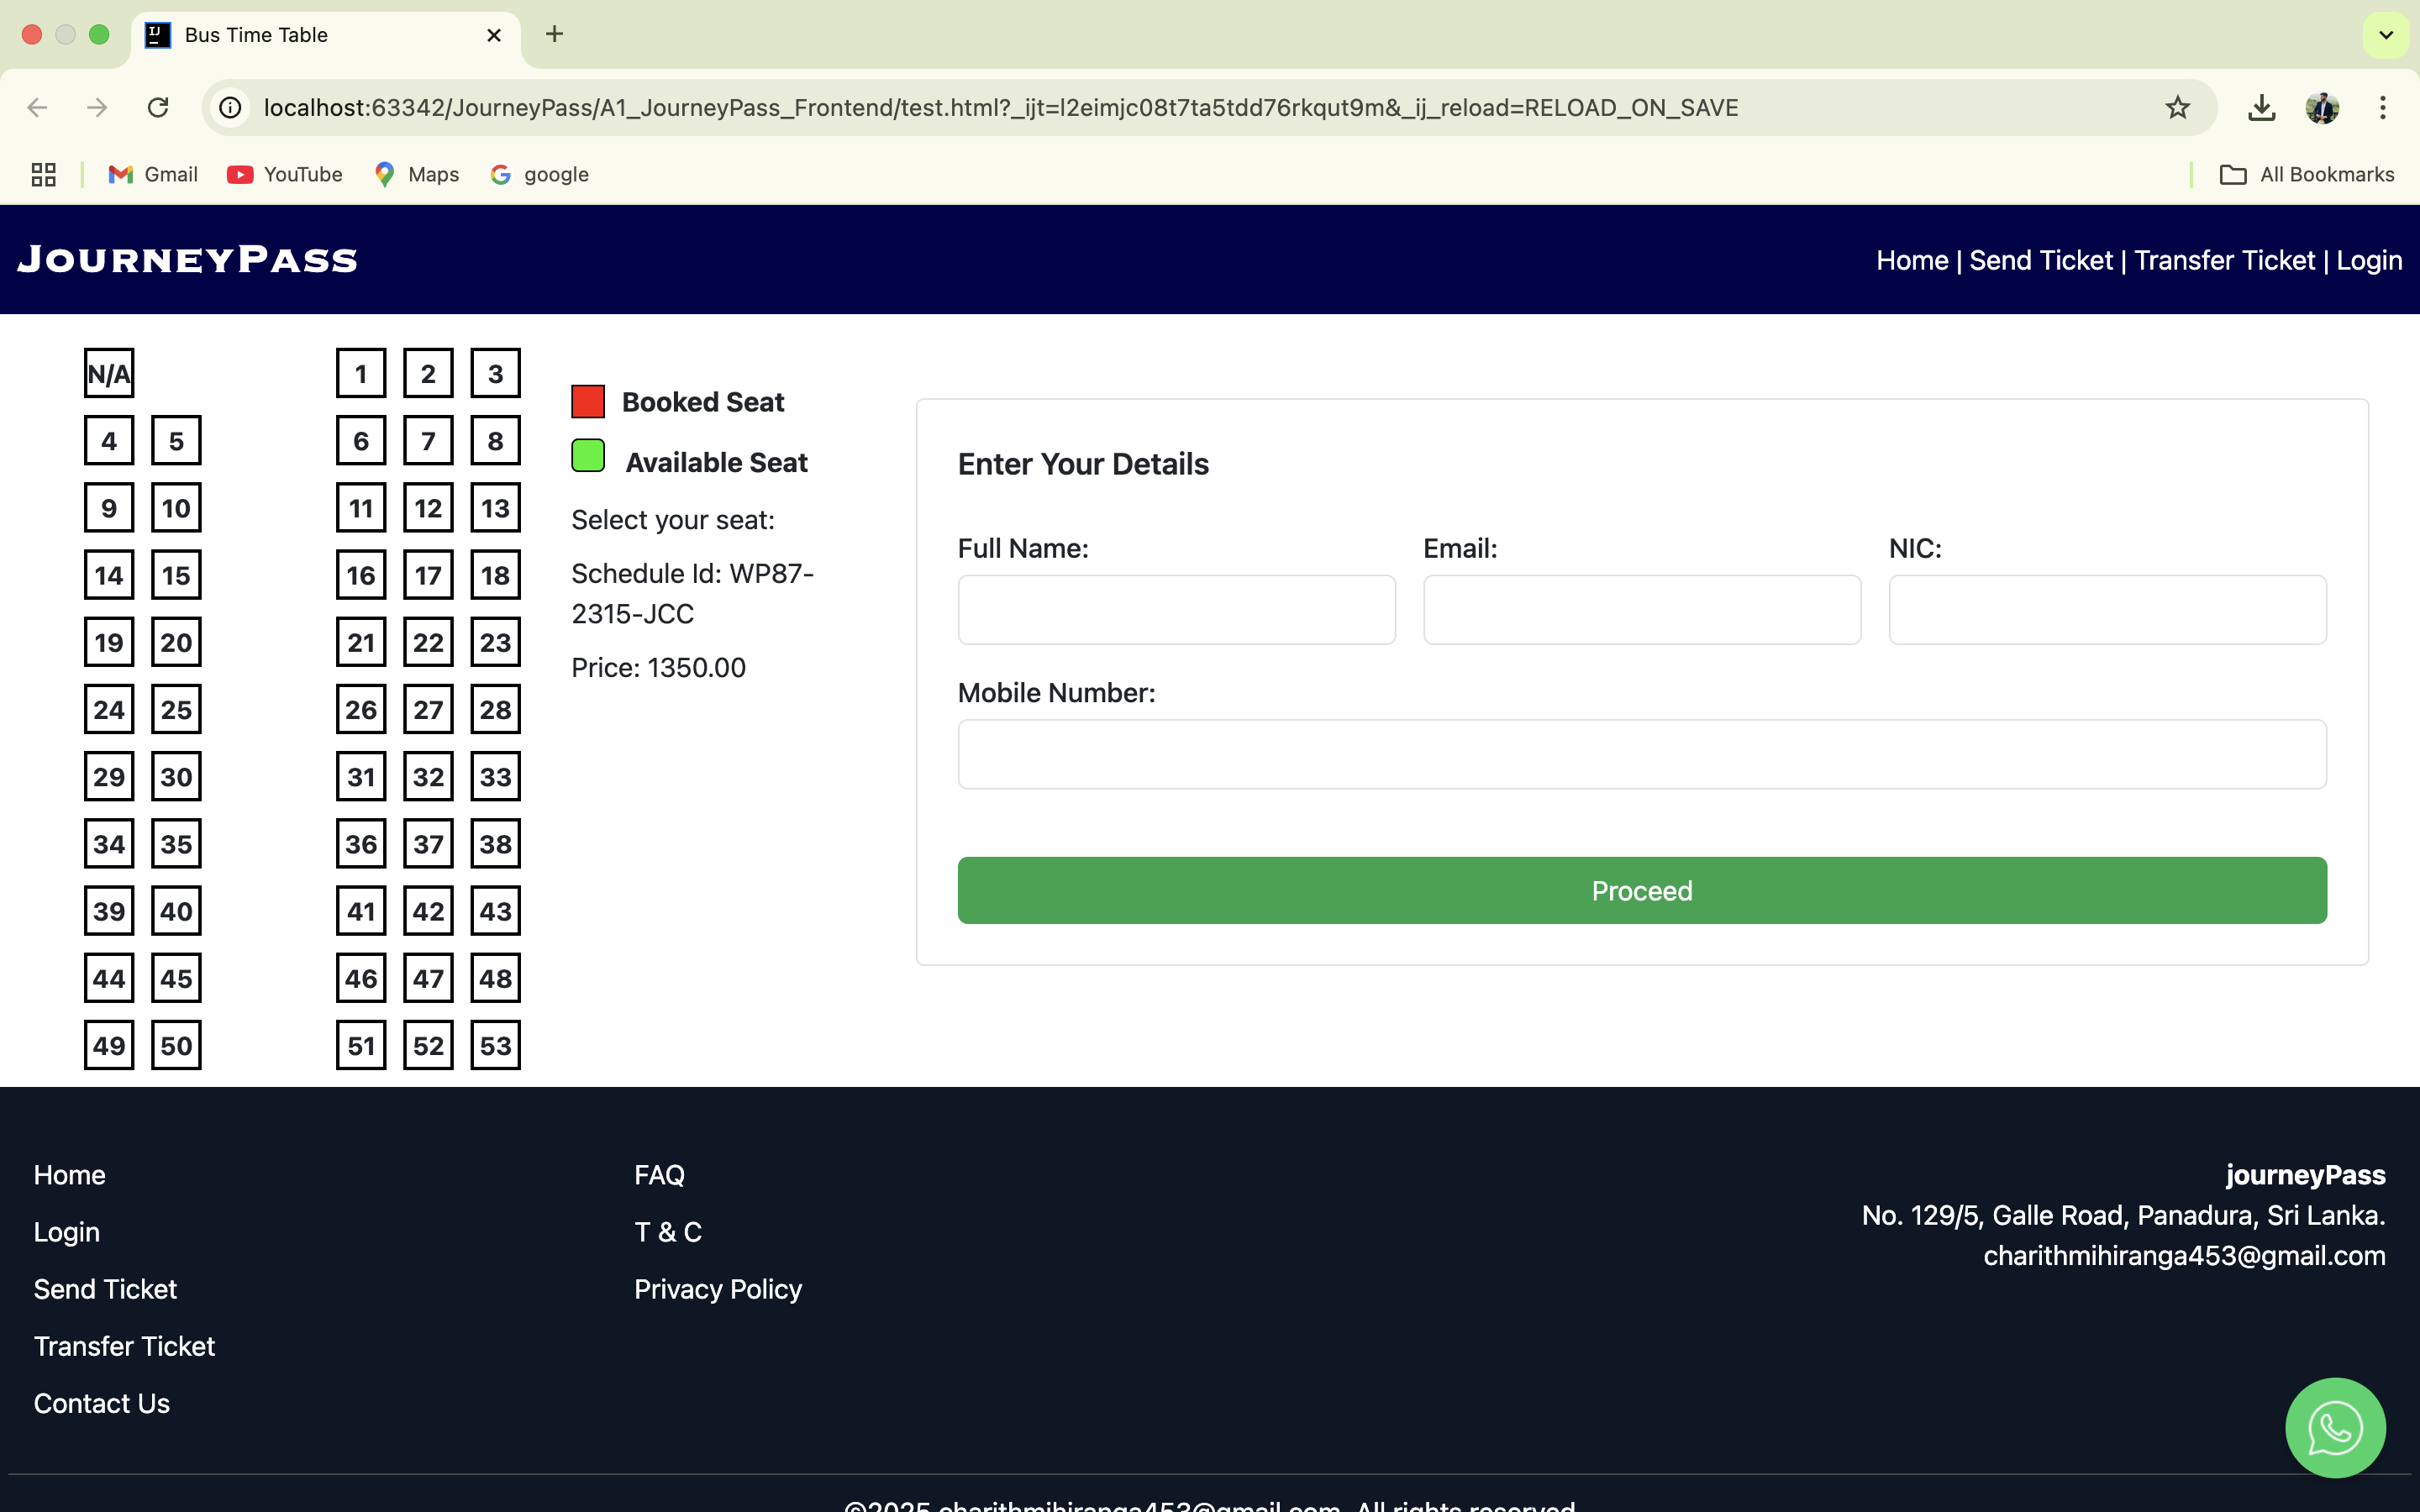 Bus Time Table
localhost:63342/JourneyPass/A1_JourneyPass_Frontend/test.html?_ijt=l2eimjc08t7ta5tdd76rkqut9m&_ij_reload=RELOAD_ON_SAVE
Gmail YouTube Maps google All Bookmarks
JourneyPass
Home | Send Ticket | Transfer Ticket | Login
N/A 1 2 3
4 5 6 7 8
9 10 11 12 13
14 15 16 17 18
19 20 21 22 23
24 25 26 27 28
29 30 31 32 33
34 35 36 37 38
39 40 41 42 43
44 45 46 47 48
49 50 51 52 53
Booked Seat
Available Seat
Select your seat:
Schedule Id: WP87-
2315-JCC
Price: 1350.00
Enter Your Details
Full Name: Email: NIC:
Mobile Number:
Proceed
Home
Login
Send Ticket
Transfer Ticket
Contact Us
FAQ
T & C
Privacy Policy
journeyPass
No. 129/5, Galle Road, Panadura, Sri Lanka.
charithmihiranga453@gmail.com
©2025 charithmihiranga453@gmail.com. All rights reserved